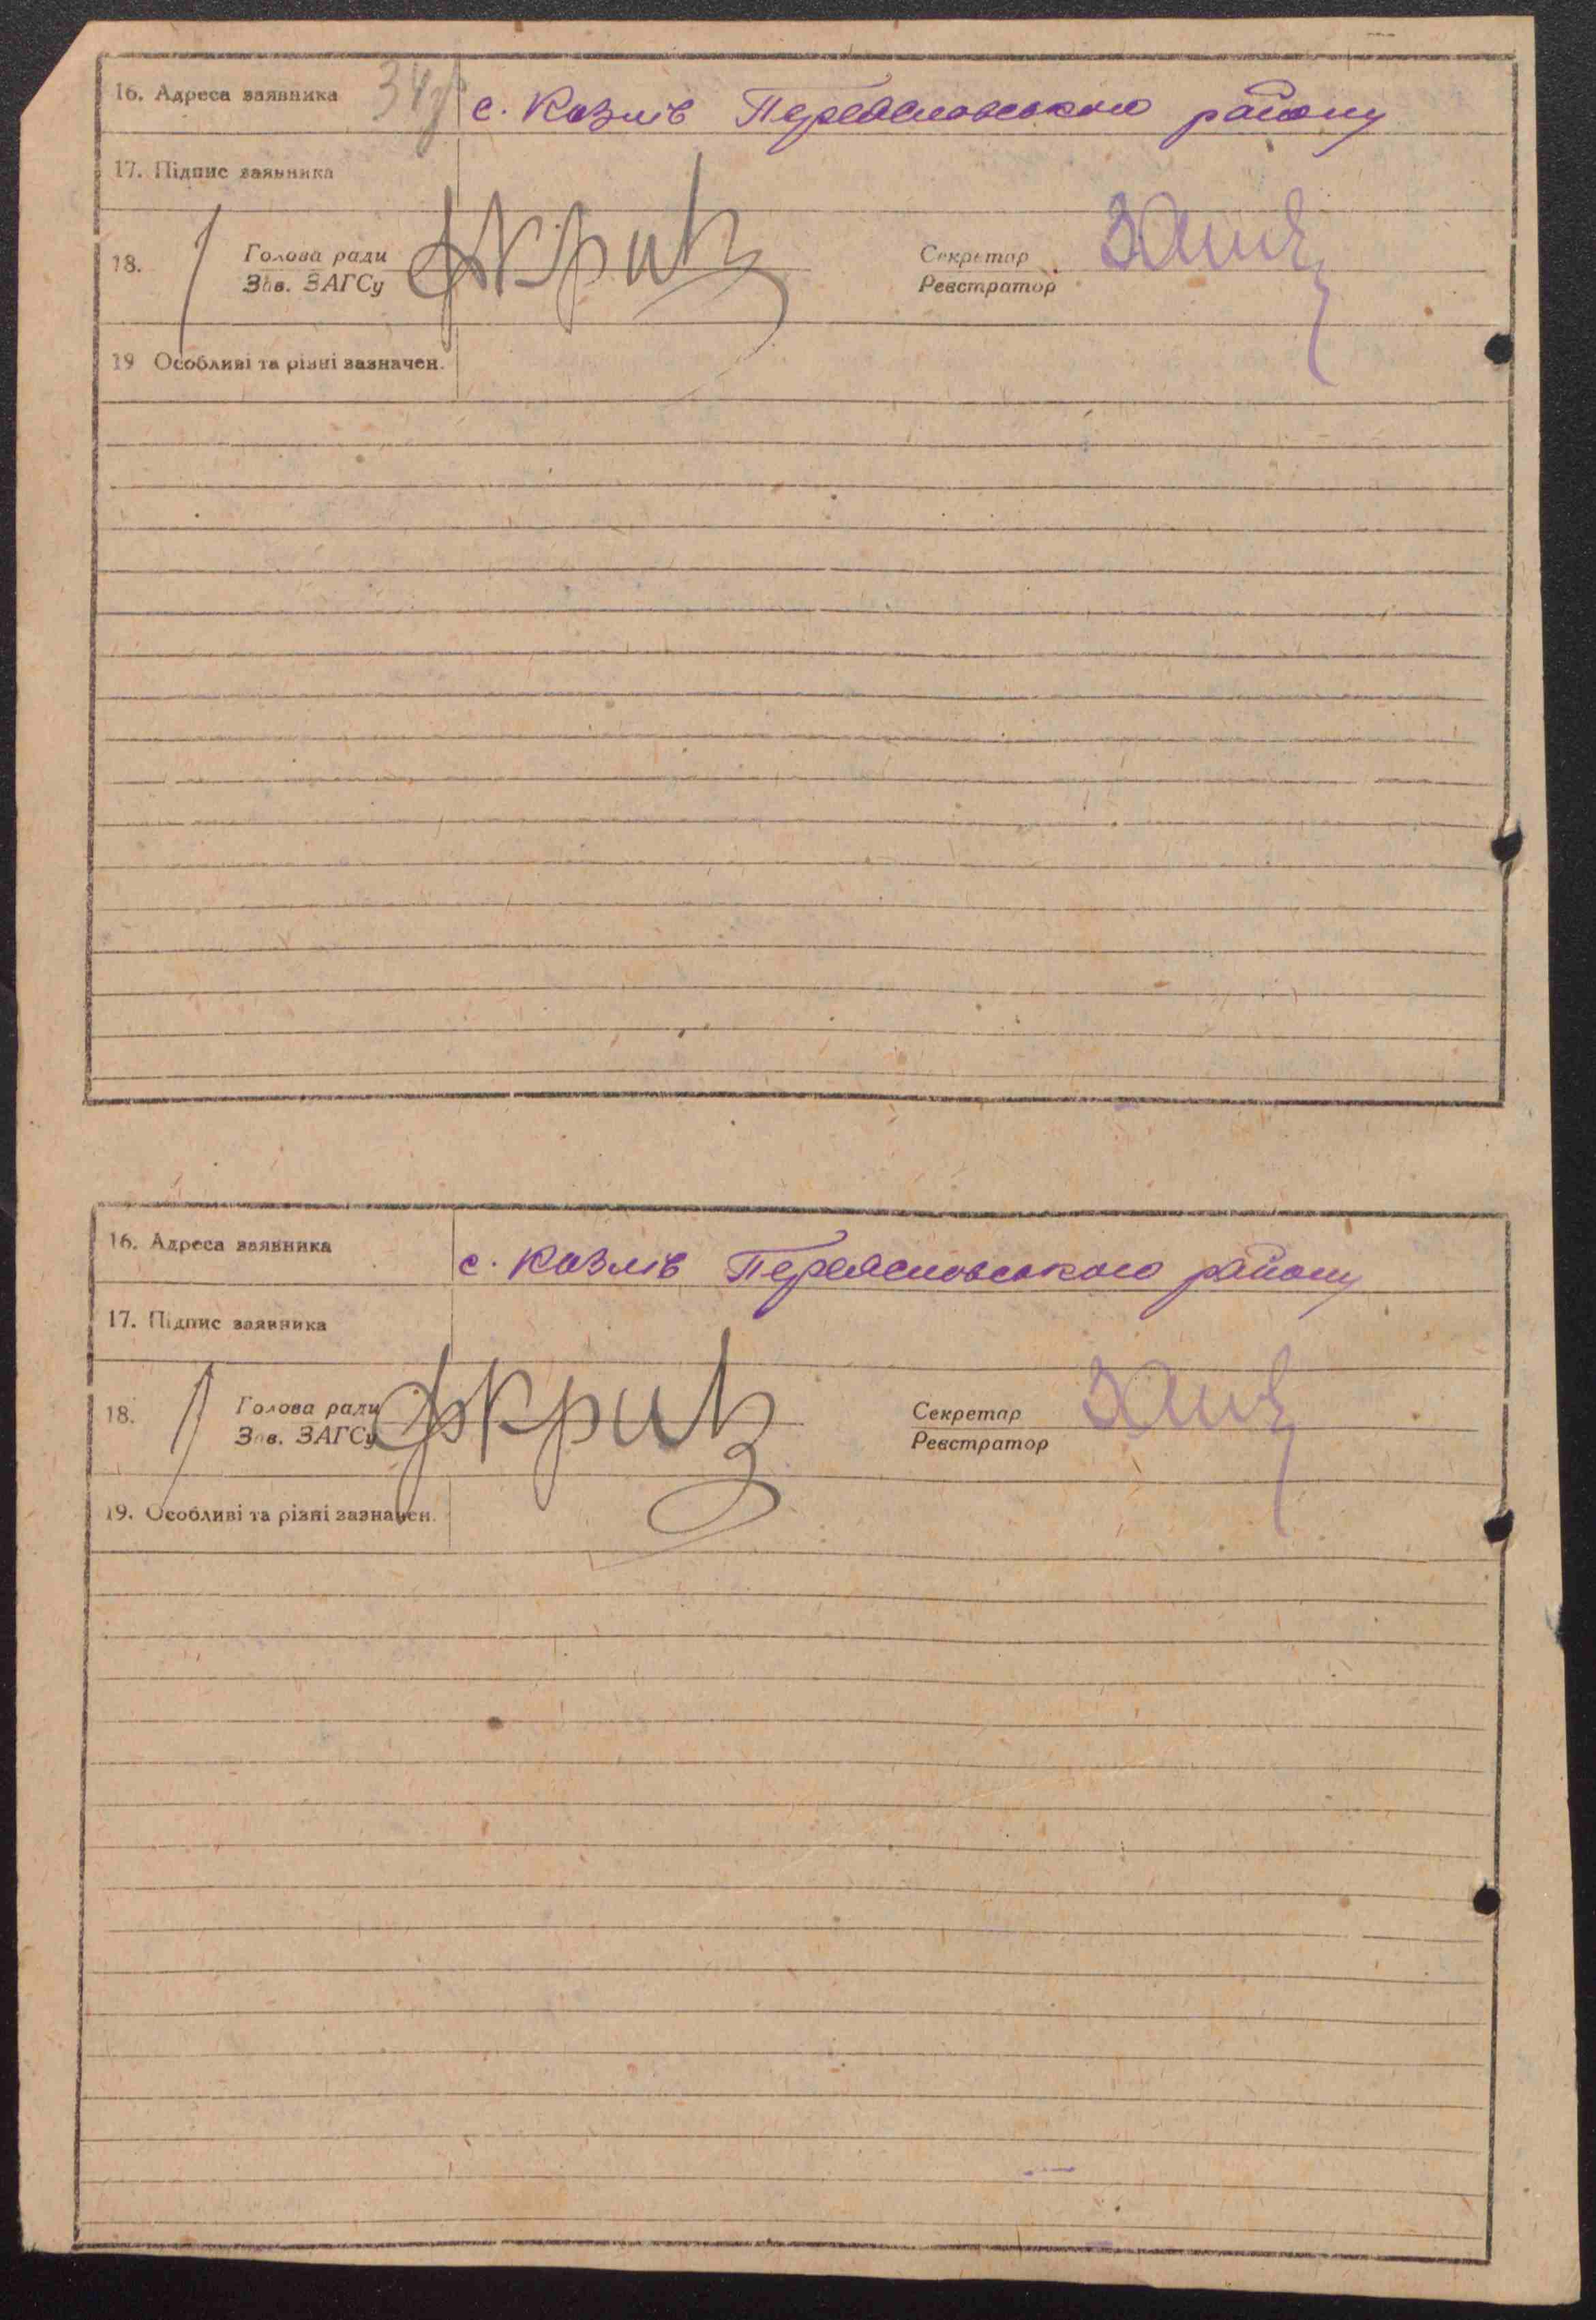 16. Адреса заявника с. Козлів Переяславського району
17. Підпис заявника
18. Голова ради Секретар
Зав. ЗАГСу Реєстратор
19 Особливі та різні зазначен.
16. Адреса заявника с. Козлів Переяславського району
17. Підпис заявника
18. Голова ради Секретар
Зав. ЗАГСу Реєстратор
19. Особливі та різні зазначен.